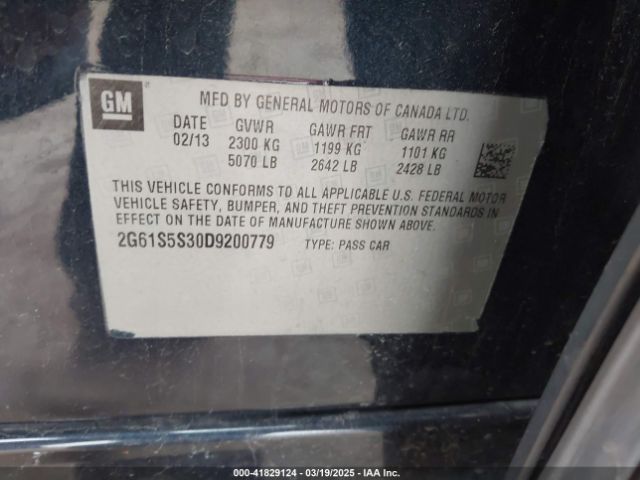 GM
MFD BY GENERAL MOTORS OF CANADA LTD.
DATE GVWR GAWR FRT GAWR RR
02/13 2300 KG 1199 KG 1101 KG
5070 LB 2642 LB 2428 LB
THIS VEHICLE CONFORMS TO ALL APPLICABLE U.S. FEDERAL MOTOR
VEHICLE SAFETY, BUMPER, AND THEFT PREVENTION STANDARDS IN
EFFECT ON THE DATE OF MANUFACTURE SHOWN ABOVE.
2G61S5S30D9200779 TYPE: PASS CAR
000-41829124 | 03/19/2025 | IAA Inc.